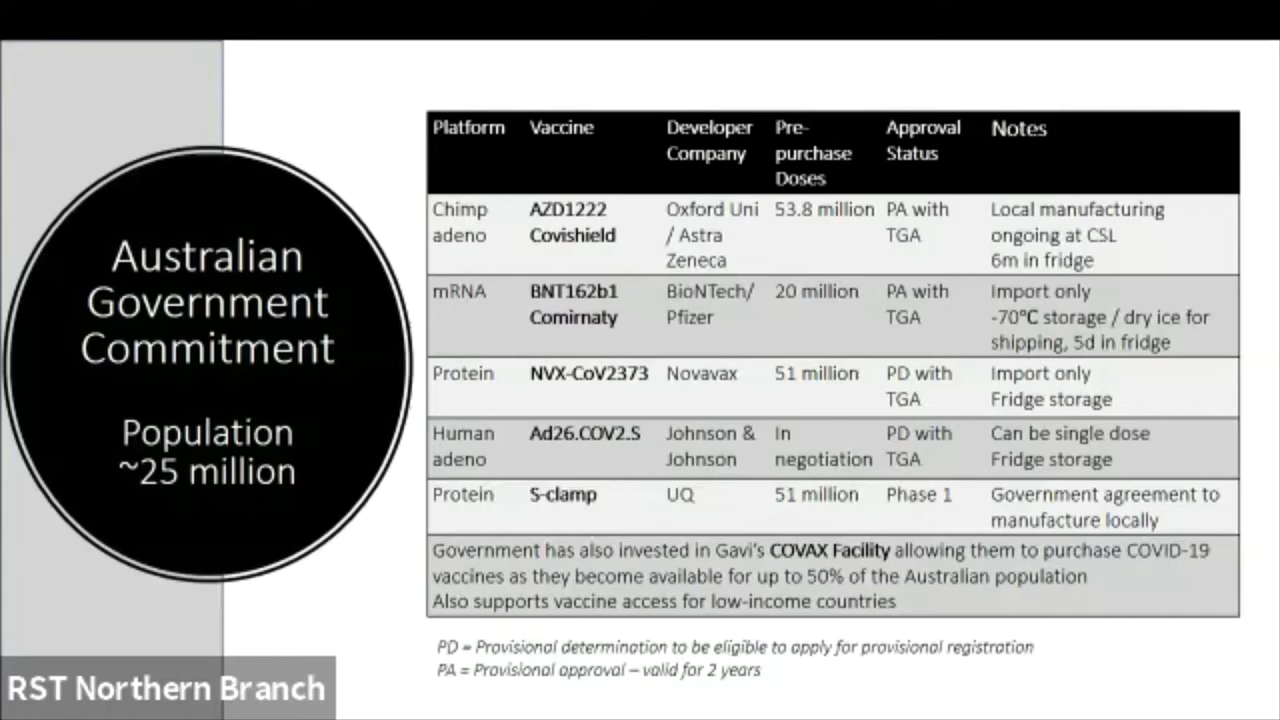 Australian
Government
Commitment
Population
~25 million
Platform Vaccine Developer Company Pre-purchase Doses Approval Status Notes
Chimp adeno AZD1222 Covishield Oxford Uni / Astra Zeneca 53.8 million PA with TGA Local manufacturing ongoing at CSL 6m in fridge
mRNA BNT162b1 Comirnaty BioNTech/ Pfizer 20 million PA with TGA Import only -70°C storage / dry ice for shipping, 5d in fridge
Protein NVX-CoV2373 Novavax 51 million PD with TGA Import only Fridge storage
Human adeno Ad26.COV2.S Johnson & Johnson In negotiation PD with TGA Can be single dose Fridge storage
Protein S-clamp UQ 51 million Phase 1 Government agreement to manufacture locally
Government has also invested in Gavi's COVAX Facility allowing them to purchase COVID-19
vaccines as they become available for up to 50% of the Australian population
Also supports vaccine access for low-income countries
PD = Provisional determination to be eligible to apply for provisional registration
PA = Provisional approval – valid for 2 years
RST Northern Branch